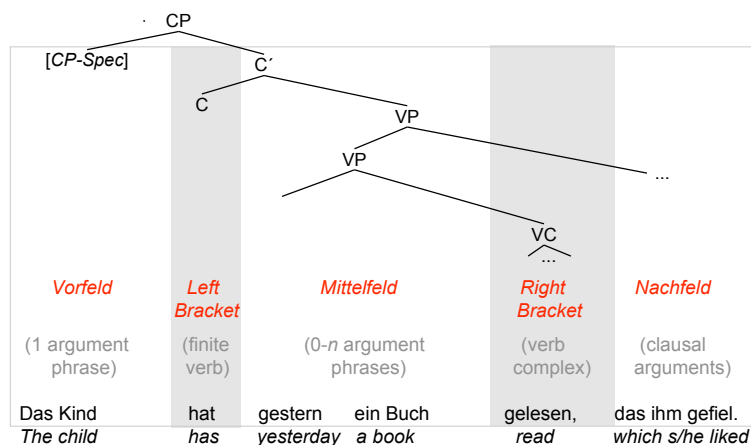 CP
[CP-Spec]
C´
C
VP
VP
...
VC
...
Vorfeld Left Bracket Mittelfeld Right Bracket Nachfeld
(1 argument phrase) (finite verb) (0-n argument phrases) (verb complex) (clausal arguments)
Das Kind hat gestern ein Buch gelesen, das ihm gefiel.
The child has yesterday a book read which s/he liked